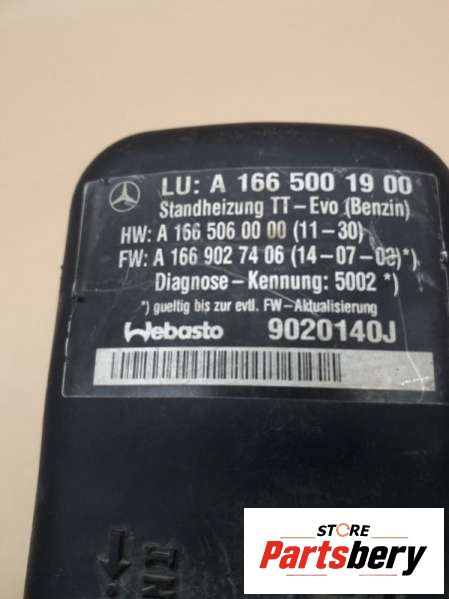 LU: A 166 500 19 00
Standheizung TT-Evo (Benzin)
HW: A 166 506 00 00 (11-30)
FW: A 166 902 74 06 (14-07-03)*)
Diagnose-Kennung: 5002 *)
*) gueltig bis zur evtl. FW-Aktualisierung
Webasto 9020140J
STORE
Partsbery